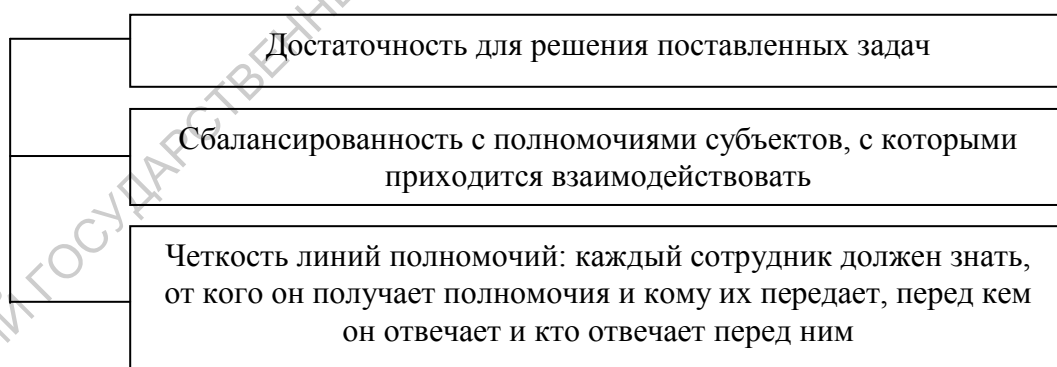 Достаточность для решения поставленных задач
Сбалансированность с полномочиями субъектов, с которыми
приходится взаимодействовать
Четкость линий полномочий: каждый сотрудник должен знать,
от кого он получает полномочия и кому их передает, перед кем
он отвечает и кто отвечает перед ним